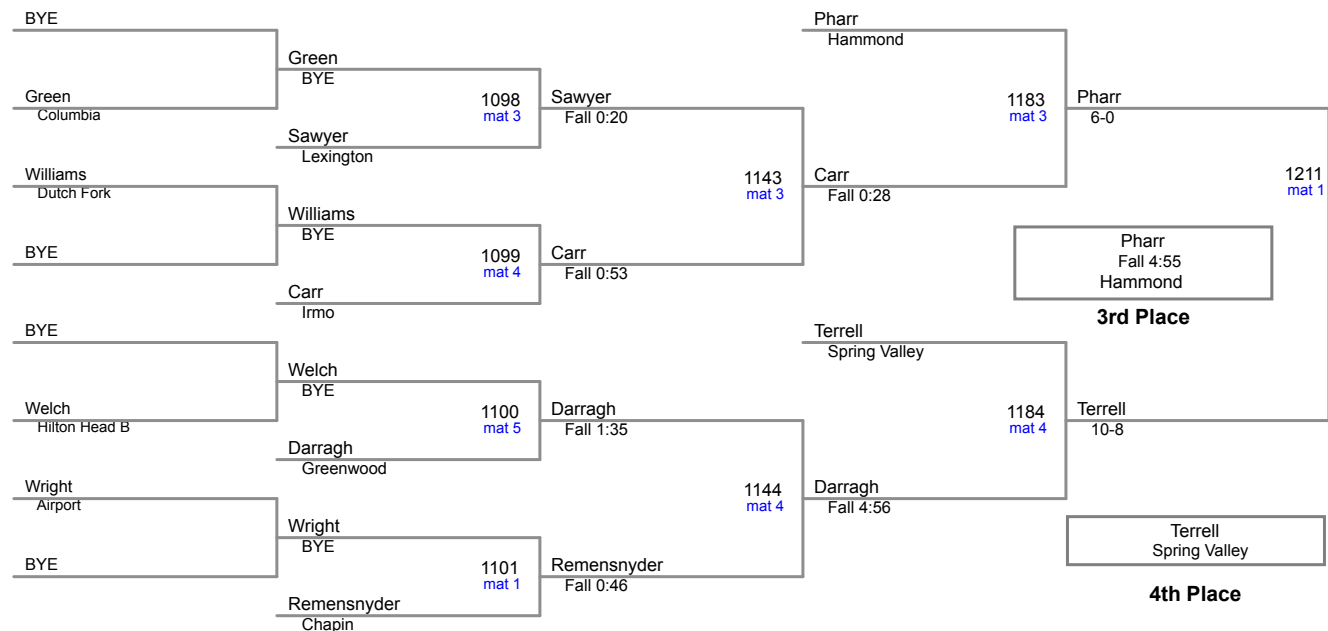 BYE
Green
BYE
Green
Columbia
1098
mat 3
Sawyer
Fall 0:20
Sawyer
Lexington
Williams
Dutch Fork
Williams
BYE
BYE
1099
mat 4
Carr
Fall 0:53
Carr
Irmo
1143
mat 3
Carr
Fall 0:28
Pharr
Hammond
1183
mat 3
Pharr
6-0
1211
mat 1
Pharr
Fall 4:55
Hammond
3rd Place
BYE
Welch
BYE
Welch
Hilton Head B
1100
mat 5
Darragh
Fall 1:35
Darragh
Greenwood
Wright
Airport
Wright
BYE
BYE
1101
mat 1
Remensnyder
Fall 0:46
Remensnyder
Chapin
1144
mat 4
Darragh
Fall 4:56
Terrell
Spring Valley
1184
mat 4
Terrell
10-8
Terrell
Spring Valley
4th Place